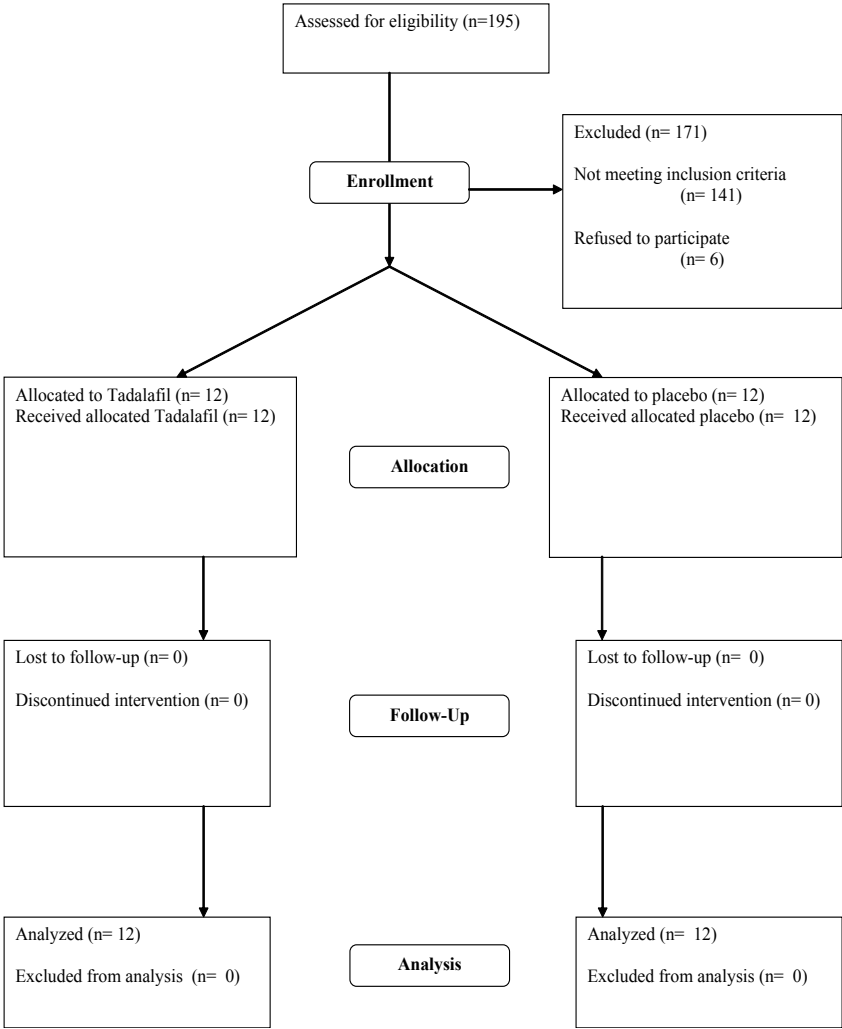 Assessed for eligibility (n=195)
Excluded (n= 171)
Not meeting inclusion criteria
(n= 141)
Refused to participate
(n= 6)
Enrollment
Allocated to Tadalafil (n= 12)
Received allocated Tadalafil (n= 12)
Allocated to placebo (n= 12)
Received allocated placebo (n=  12)
Allocation
Lost to follow-up (n= 0)
Discontinued intervention (n= 0)
Lost to follow-up (n=  0)
Discontinued intervention (n= 0)
Follow-Up
Analyzed (n= 12)
Excluded from analysis  (n=  0)
Analyzed (n=  12)
Excluded from analysis  (n=  0)
Analysis